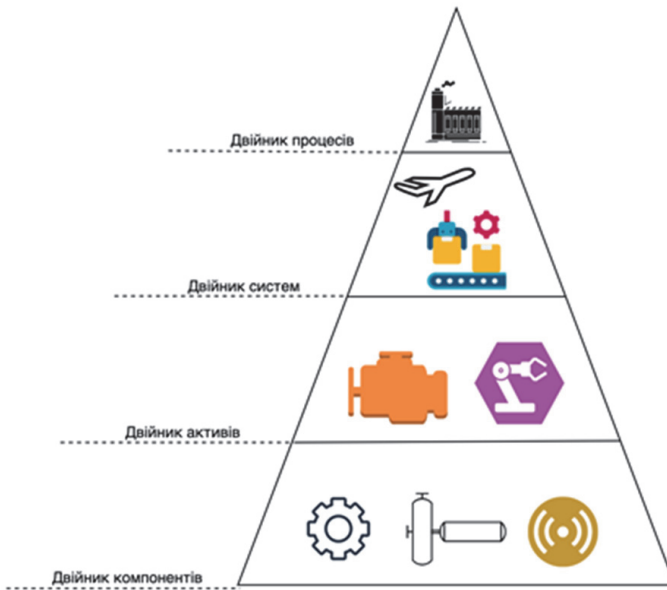 Двійник процесів
Двійник систем
Двійник активів
Двійник компонентів